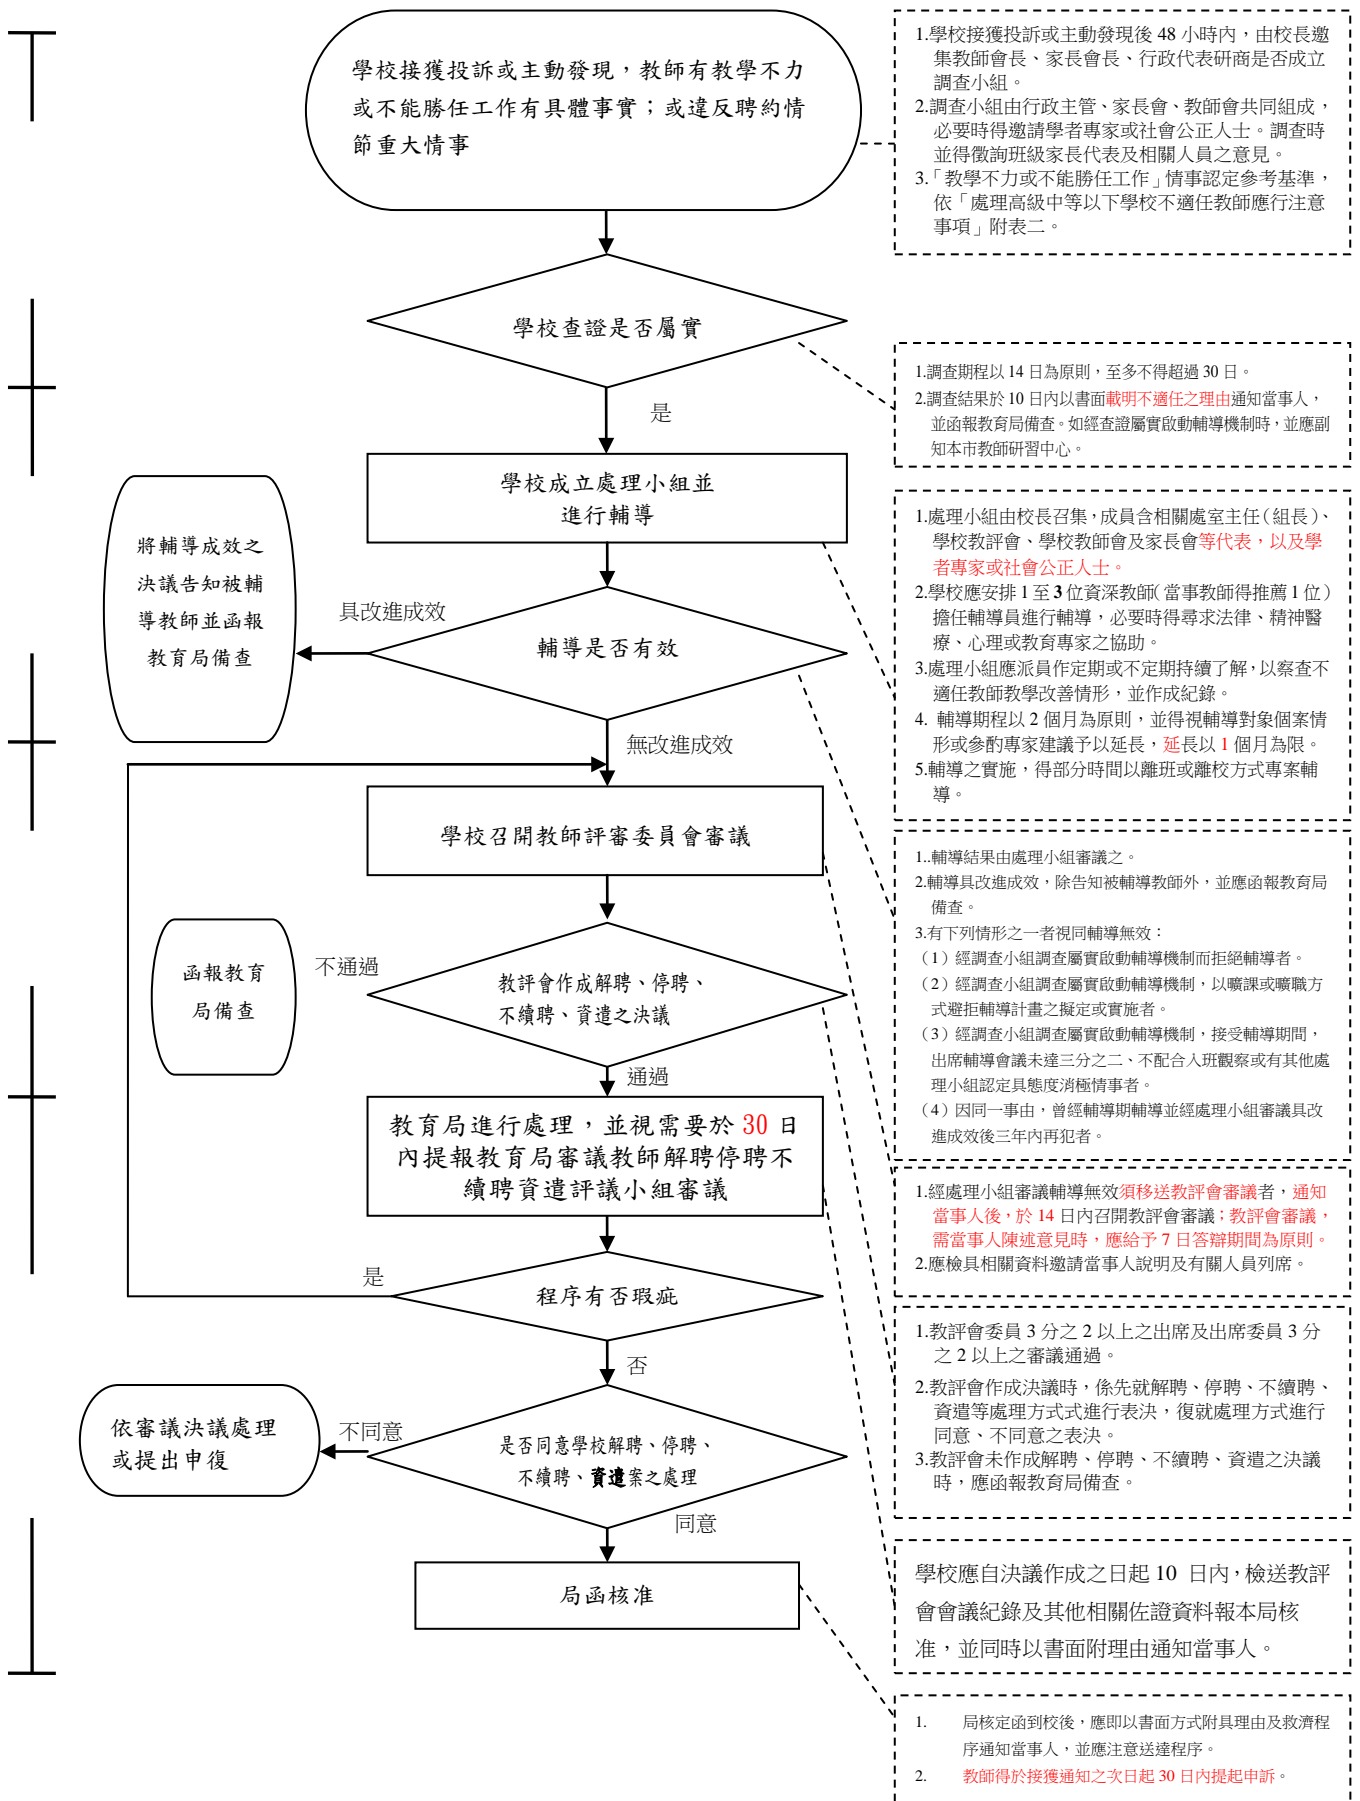 學校接獲投訴或主動發現，教師有教學不力
或不能勝任工作有具體事實；或違反聘約情
節重大情事
1.學校接獲投訴或主動發現後 48 小時內，由校長邀
集教師會長、家長會長、行政代表研商是否成立
調查小組。
2.調查小組由行政主管、家長會、教師會共同組成，
必要時得邀請學者專家或社會公正人士。調查時
並得徵詢班級家長代表及相關人員之意見。
3.「教學不力或不能勝任工作」情事認定參考基準，
依「處理高級中等以下學校不適任教師應行注意
事項」附表二。
學校查證是否屬實
1.調查期程以 14 日為原則，至多不得超過 30 日。
2.調查結果於 10 日內以書面載明不適任之理由通知當事人，
並函報教育局備查。如經查證屬實啟動輔導機制時，並應副
知本市教師研習中心。
是
學校成立處理小組並
進行輔導
1.處理小組由校長召集，成員含相關處室主任（組長）、
學校教評會、學校教師會及家長會等代表，以及學
者專家或社會公正人士。
2.學校應安排 1 至 3 位資深教師（當事教師得推薦 1 位）
擔任輔導員進行輔導，必要時得尋求法律、精神醫
療、心理或教育專家之協助。
3.處理小組應派員作定期或不定期持續了解，以察查不
適任教師教學改善情形，並作成紀錄。
4. 輔導期程以 2 個月為原則，並得視輔導對象個案情
形或參酌專家建議予以延長，延長以 1 個月為限。
5.輔導之實施，得部分時間以離班或離校方式專案輔
導。
將輔導成效之
決議告知被輔
導教師並函報
教育局備查
具改進成效
輔導是否有效
無改進成效
學校召開教師評審委員會審議
1..輔導結果由處理小組審議之。
2.輔導具改進成效，除告知被輔導教師外，並應函報教育局
備查。
3.有下列情形之一者視同輔導無效：
（1）經調查小組調查屬實啟動輔導機制而拒絕輔導者。
（2）經調查小組調查屬實啟動輔導機制，以曠課或曠職方
式避拒輔導計畫之擬定或實施者。
（3）經調查小組調查屬實啟動輔導機制，接受輔導期間，
出席輔導會議未達三分之二、不配合入班觀察或有其他處
理小組認定具態度消極情事者。
（4）因同一事由，曾經輔導期輔導並經處理小組審議具改
進成效後三年內再犯者。
函報教育
局備查
不通過
教評會作成解聘、停聘、
不續聘、資遣之決議
通過
教育局進行處理，並視需要於 30 日
內提報教育局審議教師解聘停聘不
續聘資遣評議小組審議
1.經處理小組審議輔導無效須移送教評會審議者，通知
當事人後，於 14 日內召開教評會審議；教評會審議，
需當事人陳述意見時，應給予 7 日答辯期間為原則。
2.應檢具相關資料邀請當事人說明及有關人員列席。
是
程序有否瑕疵
否
1.教評會委員 3 分之 2 以上之出席及出席委員 3 分
之 2 以上之審議通過。
2.教評會作成決議時，係先就解聘、停聘、不續聘、
資遣等處理方式式進行表決，復就處理方式進行
同意、不同意之表決。
3.教評會未作成解聘、停聘、不續聘、資遣之決議
時，應函報教育局備查。
依審議決議處理
或提出申復
不同意
是否同意學校解聘、停聘、
不續聘、資遣案之處理
同意
局函核准
學校應自決議作成之日起 10 日內，檢送教評
會會議紀錄及其他相關佐證資料報本局核
准，並同時以書面附理由通知當事人。
1. 局核定函到校後，應即以書面方式附具理由及救濟程
序通知當事人，並應注意送達程序。
2. 教師得於接獲通知之次日起 30 日內提起申訴。